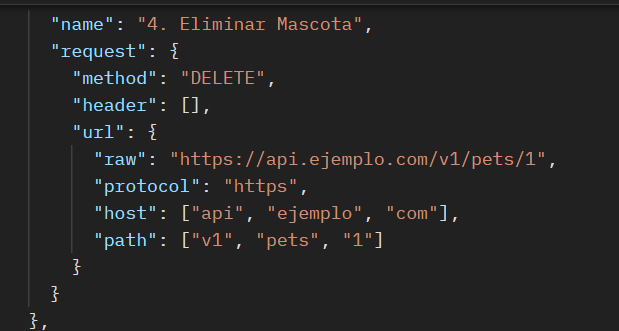 "name": "4. Eliminar Mascota",
"request": {
"method": "DELETE",
"header": [],
"url": {
"raw": "https://api.ejemplo.com/v1/pets/1",
"protocol": "https",
"host": ["api", "ejemplo", "com"],
"path": ["v1", "pets", "1"]
}
}
},